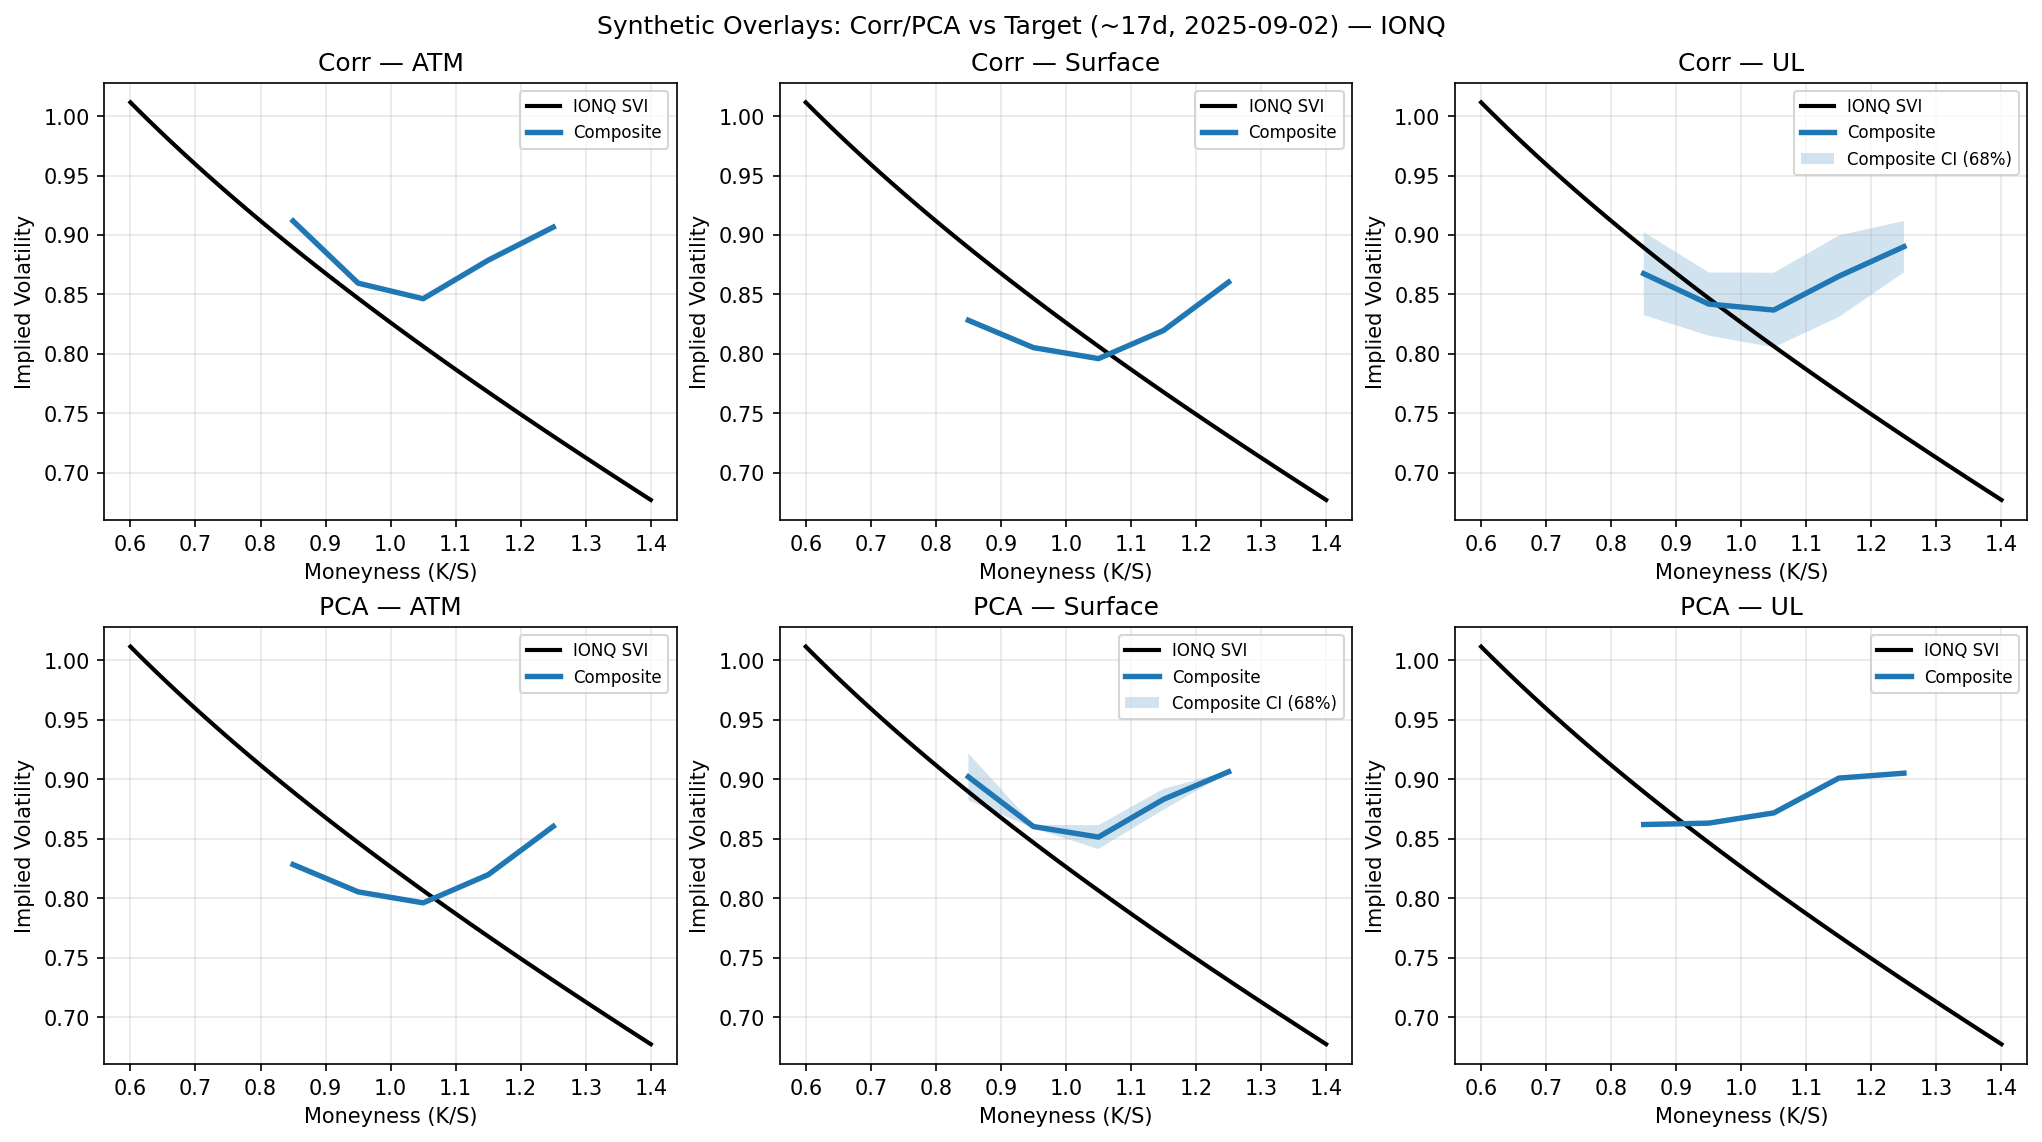 Synthetic Overlays: Corr/PCA vs Target (~17d, 2025-09-02) — IONQ
Corr — ATM
IONQ SVI
Composite
Implied Volatility
1.00
0.95
0.90
0.85
0.80
0.75
0.70
0.6 0.7 0.8 0.9 1.0 1.1 1.2 1.3 1.4
Moneyness (K/S)
Corr — Surface
IONQ SVI
Composite
Implied Volatility
1.00
0.95
0.90
0.85
0.80
0.75
0.70
0.6 0.7 0.8 0.9 1.0 1.1 1.2 1.3 1.4
Moneyness (K/S)
Corr — UL
IONQ SVI
Composite
Composite CI (68%)
Implied Volatility
1.00
0.95
0.90
0.85
0.80
0.75
0.70
0.6 0.7 0.8 0.9 1.0 1.1 1.2 1.3 1.4
Moneyness (K/S)
PCA — ATM
IONQ SVI
Composite
Implied Volatility
1.00
0.95
0.90
0.85
0.80
0.75
0.70
0.6 0.7 0.8 0.9 1.0 1.1 1.2 1.3 1.4
Moneyness (K/S)
PCA — Surface
IONQ SVI
Composite
Composite CI (68%)
Implied Volatility
1.00
0.95
0.90
0.85
0.80
0.75
0.70
0.6 0.7 0.8 0.9 1.0 1.1 1.2 1.3 1.4
Moneyness (K/S)
PCA — UL
IONQ SVI
Composite
Implied Volatility
1.00
0.95
0.90
0.85
0.80
0.75
0.70
0.6 0.7 0.8 0.9 1.0 1.1 1.2 1.3 1.4
Moneyness (K/S)